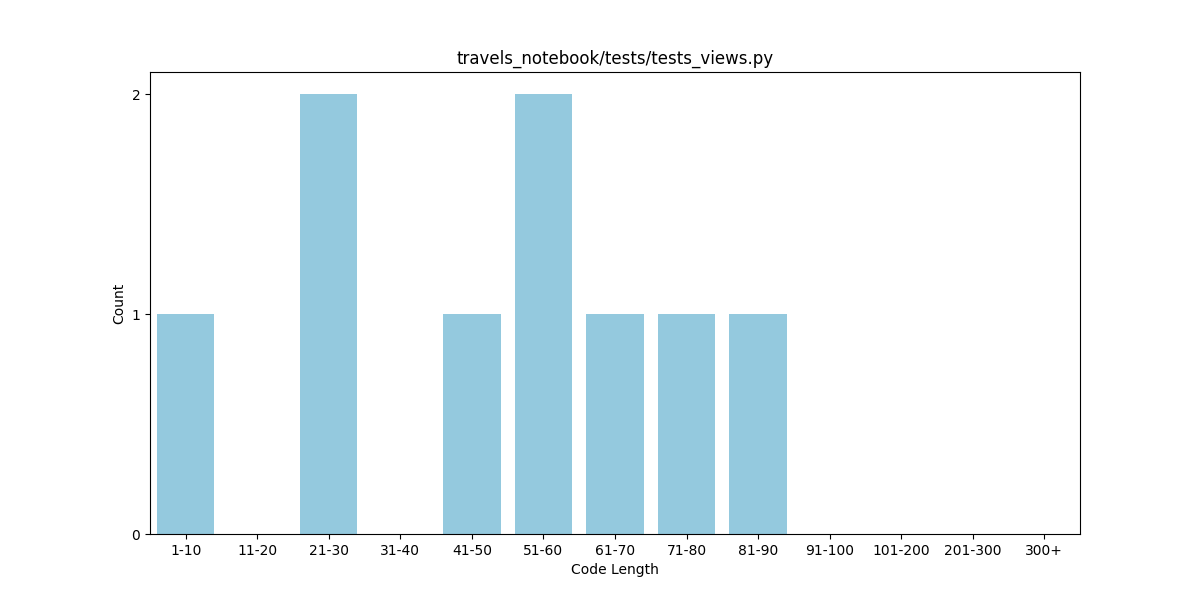 travels_notebook/tests/tests_views.py
Count
2
1
0
1-10 11-20 21-30 31-40 41-50 51-60 61-70 71-80 81-90 91-100 101-200 201-300 300+
Code Length